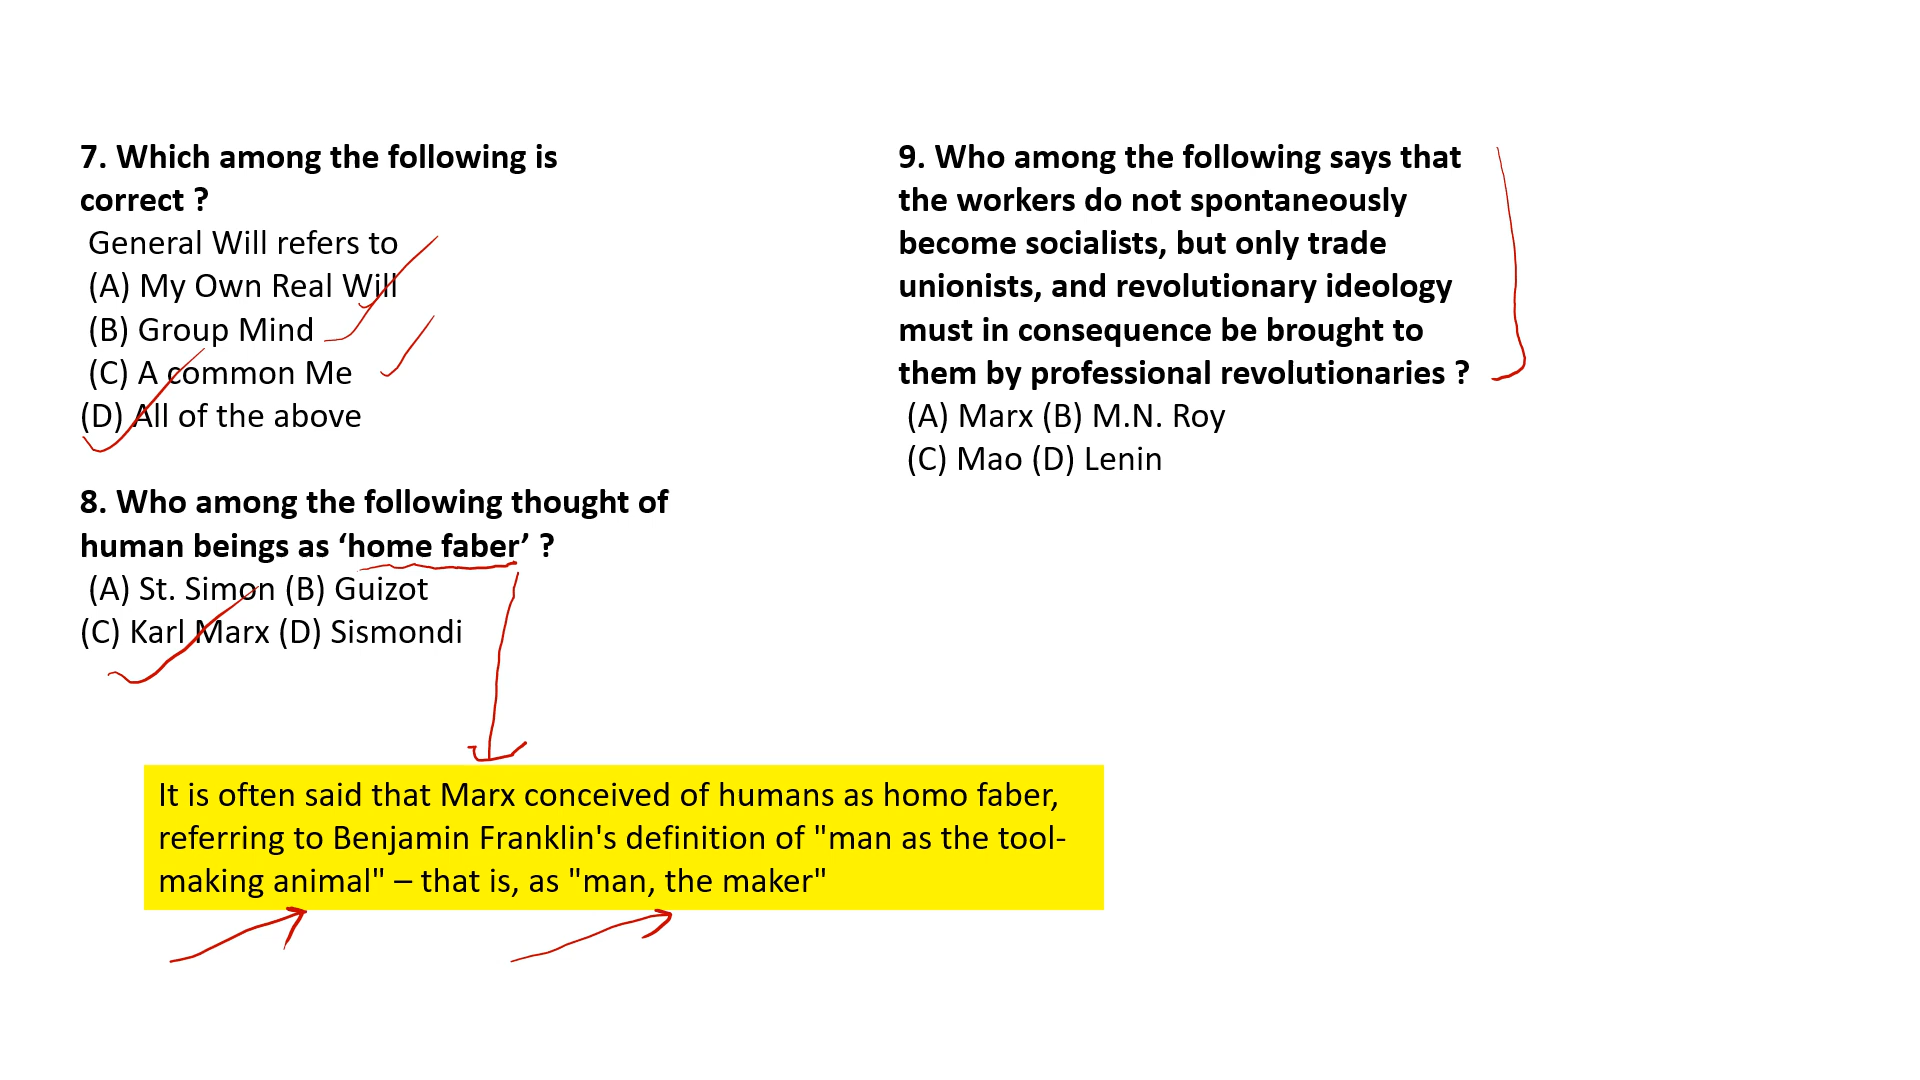 7. Which among the following is
correct ?
General Will refers to
(A) My Own Real Will
(B) Group Mind
(C) A common Me
(D) All of the above
8. Who among the following thought of
human beings as ‘home faber’ ?
(A) St. Simon (B) Guizot
(C) Karl Marx (D) Sismondi
It is often said that Marx conceived of humans as homo faber,
referring to Benjamin Franklin's definition of "man as the tool-
making animal" – that is, as "man, the maker"
9. Who among the following says that
the workers do not spontaneously
become socialists, but only trade
unionists, and revolutionary ideology
must in consequence be brought to
them by professional revolutionaries ?
(A) Marx (B) M.N. Roy
(C) Mao (D) Lenin